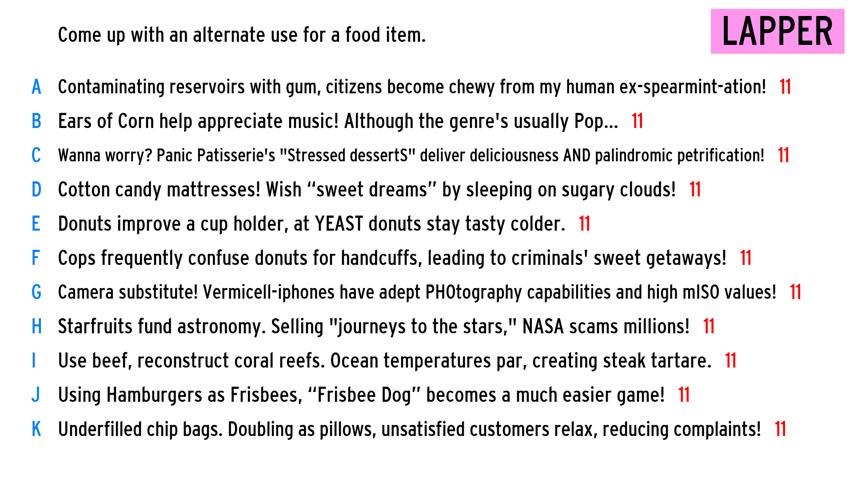 Come up with an alternate use for a food item.
LAPPER
A Contaminating reservoirs with gum, citizens become chewy from my human ex-spearmint-ation! 11
B Ears of Corn help appreciate music! Although the genre's usually Pop... 11
C Wanna worry? Panic Patisserie's "Stressed dessertS" deliver deliciousness AND palindromic petrification! 11
D Cotton candy mattresses! Wish “sweet dreams” by sleeping on sugary clouds! 11
E Donuts improve a cup holder, at YEAST donuts stay tasty colder. 11
F Cops frequently confuse donuts for handcuffs, leading to criminals' sweet getaways! 11
G Camera substitute! Vermicell-iphones have adept PHOtography capabilities and high mISO values! 11
H Starfruits fund astronomy. Selling "journeys to the stars," NASA scams millions! 11
I Use beef, reconstruct coral reefs. Ocean temperatures par, creating steak tartare. 11
J Using Hamburgers as Frisbees, “Frisbee Dog” becomes a much easier game! 11
K Underfilled chip bags. Doubling as pillows, unsatisfied customers relax, reducing complaints! 11